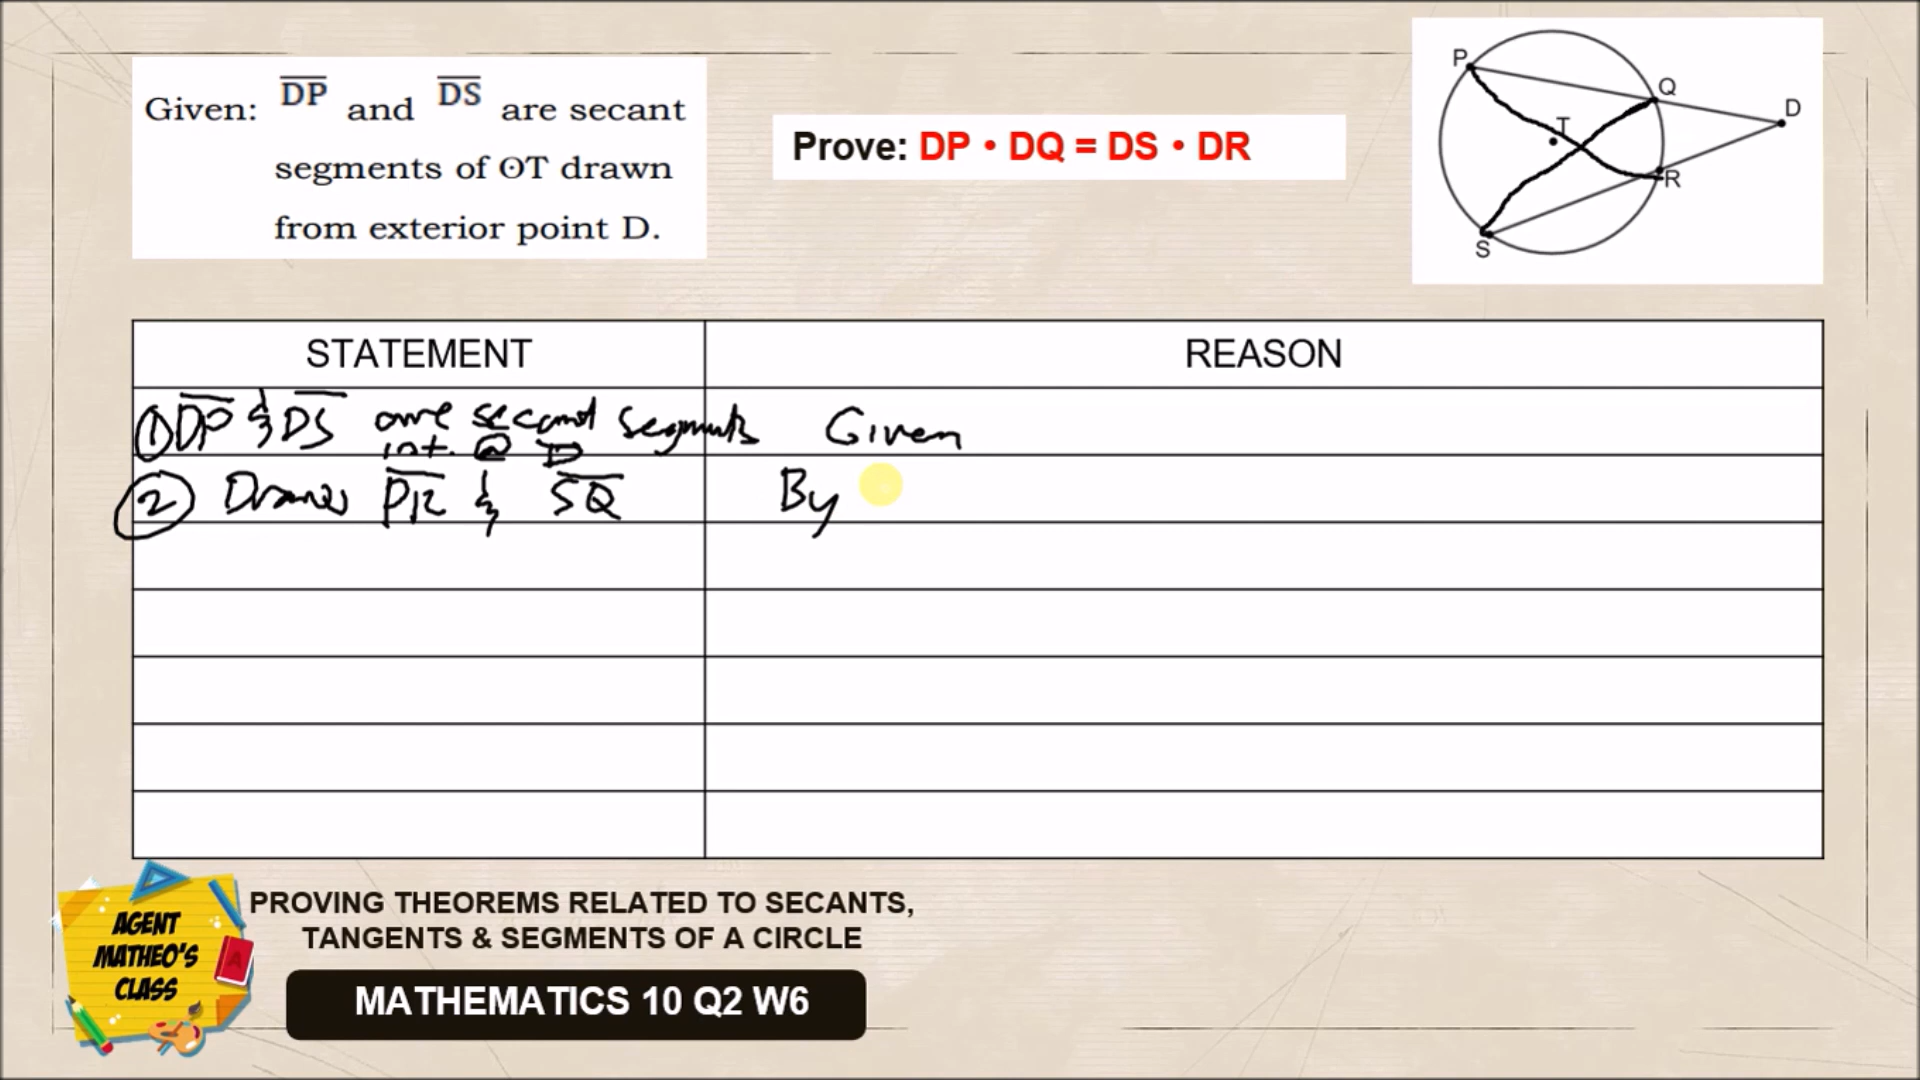 Given: DP and DS are secant
segments of ʘT drawn
from exterior point D.
Prove: DP • DQ = DS • DR
P
Q
D
T
R
S
STATEMENT REASON
① DP & DS are secant segments Given
int. @ D
② Draw PR & SQ By
AGENT
MATHEO'S
CLASS
A
PROVING THEOREMS RELATED TO SECANTS,
TANGENTS & SEGMENTS OF A CIRCLE
MATHEMATICS 10 Q2 W6